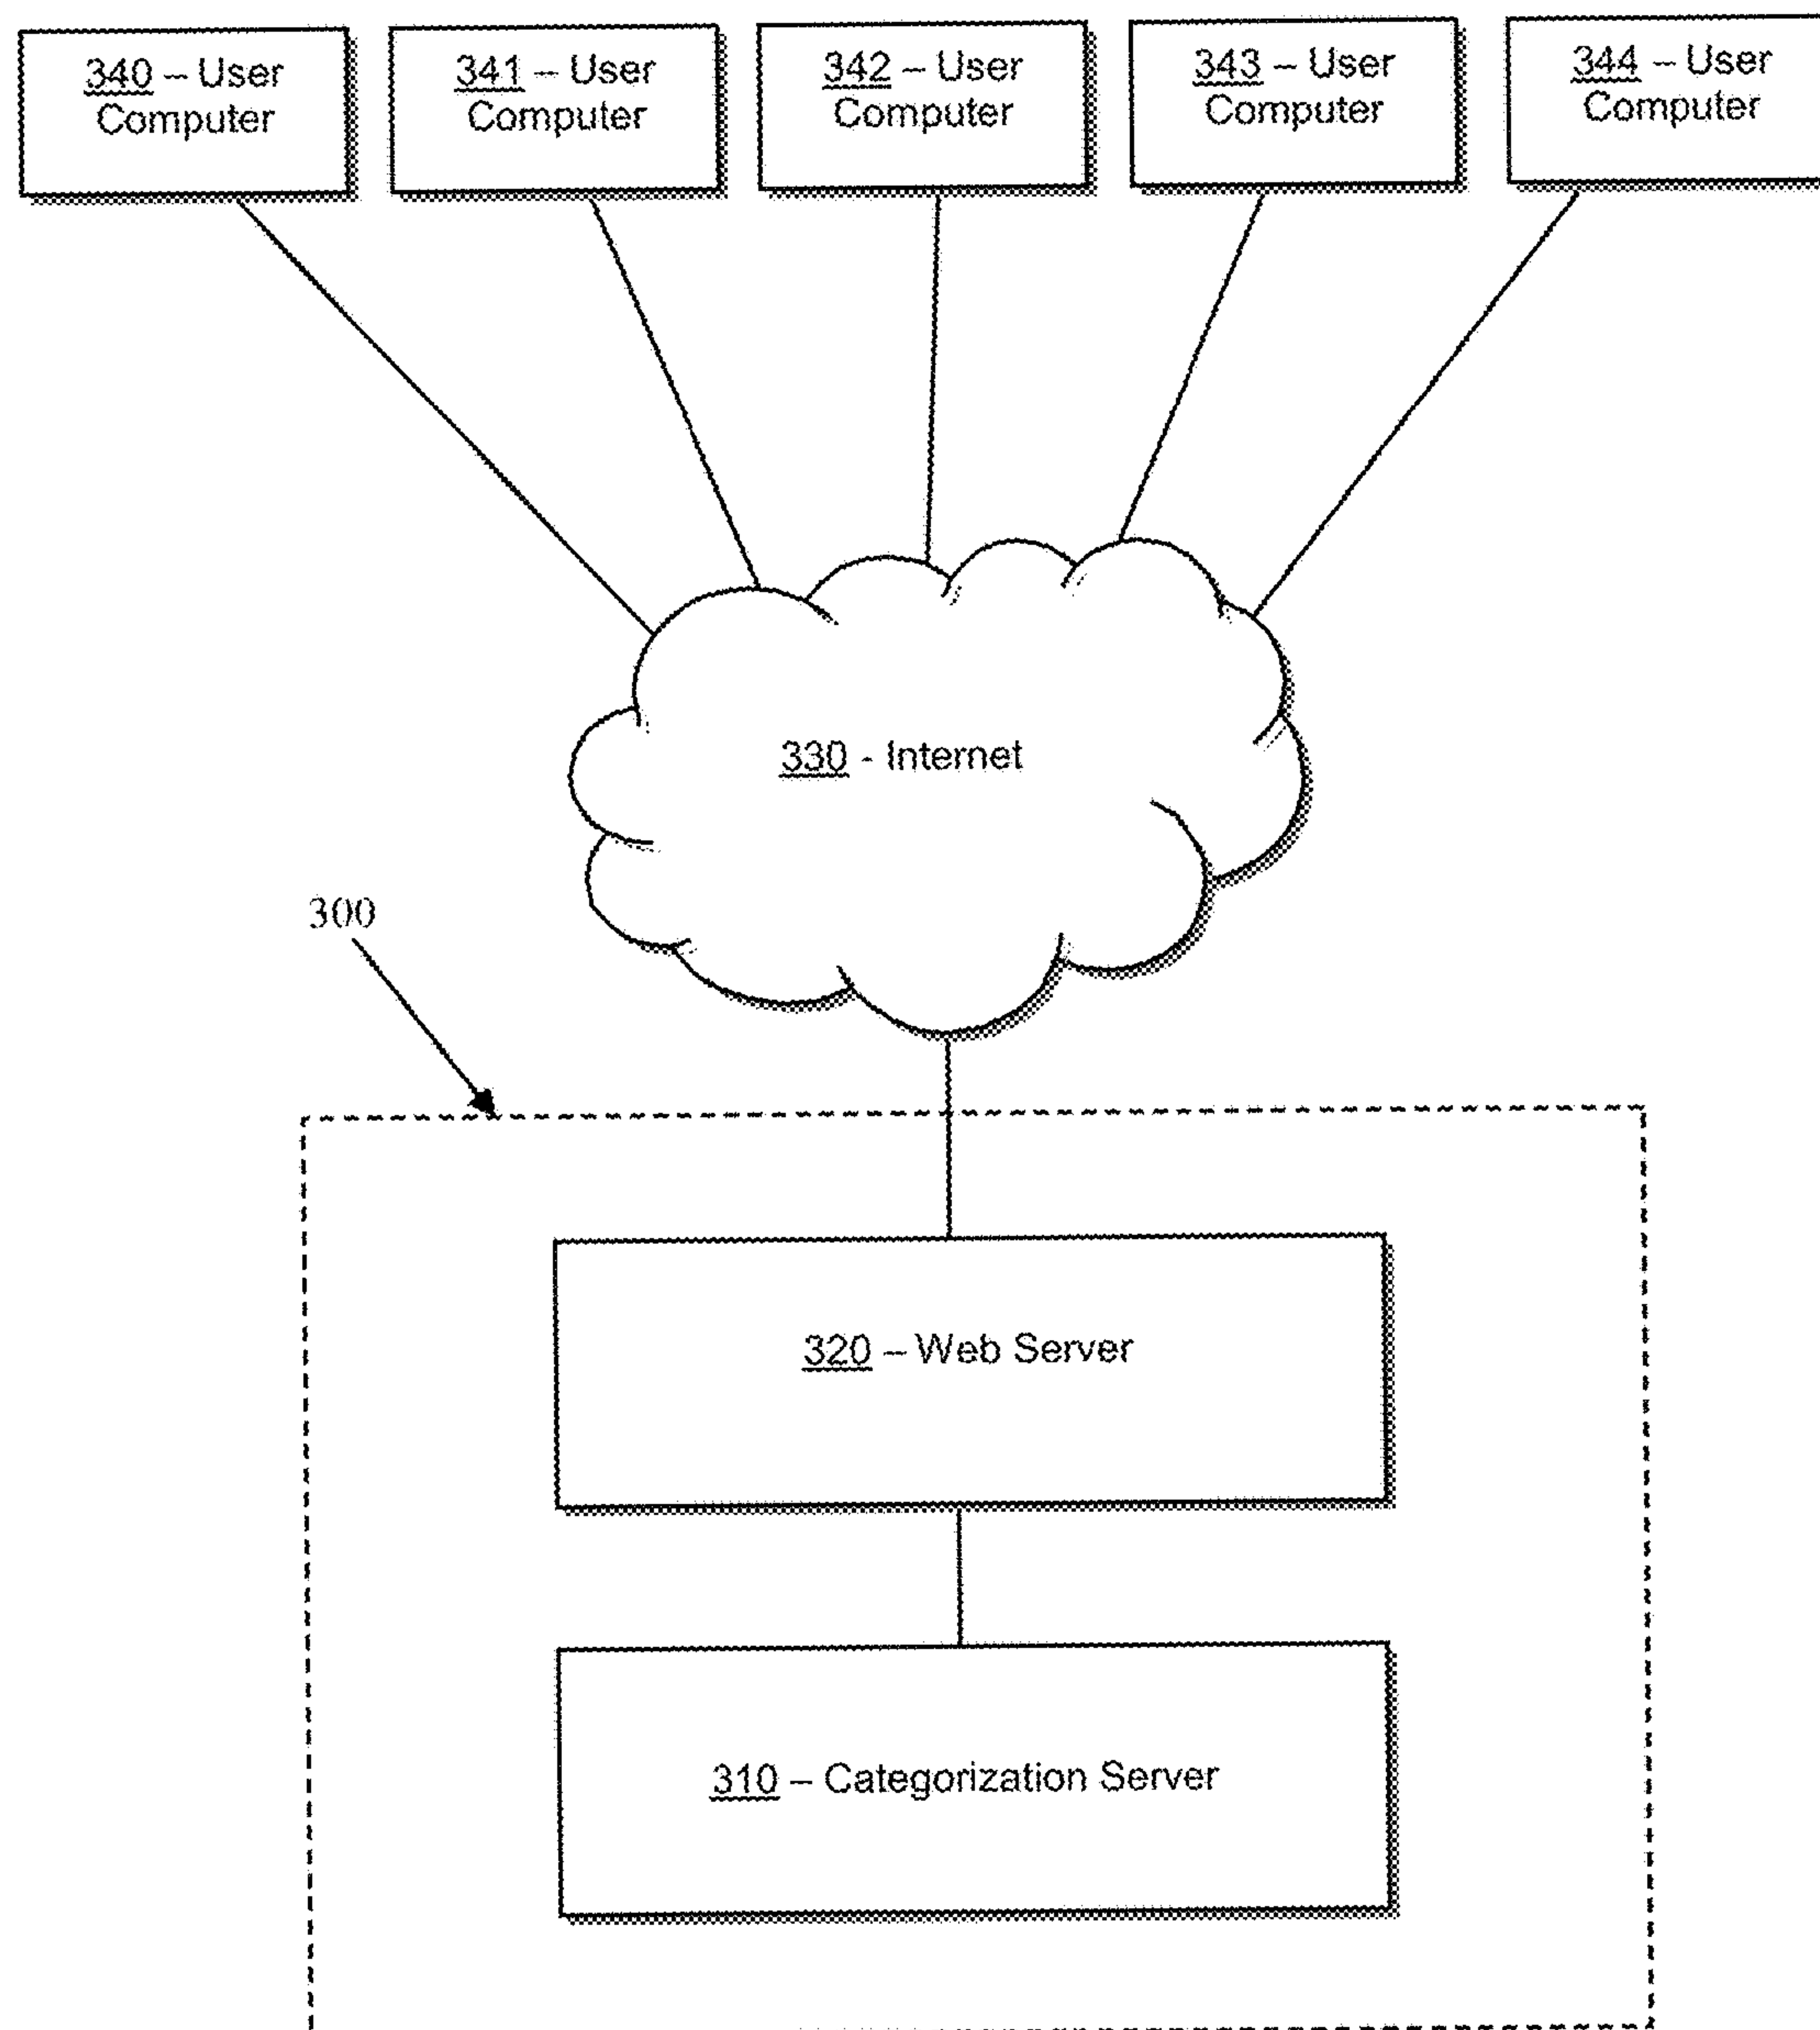 340 – User
Computer
341 – User
Computer
342 – User
Computer
343 – User
Computer
344 – User
Computer
330 - Internet
300
320 – Web Server
310 – Categorization Server